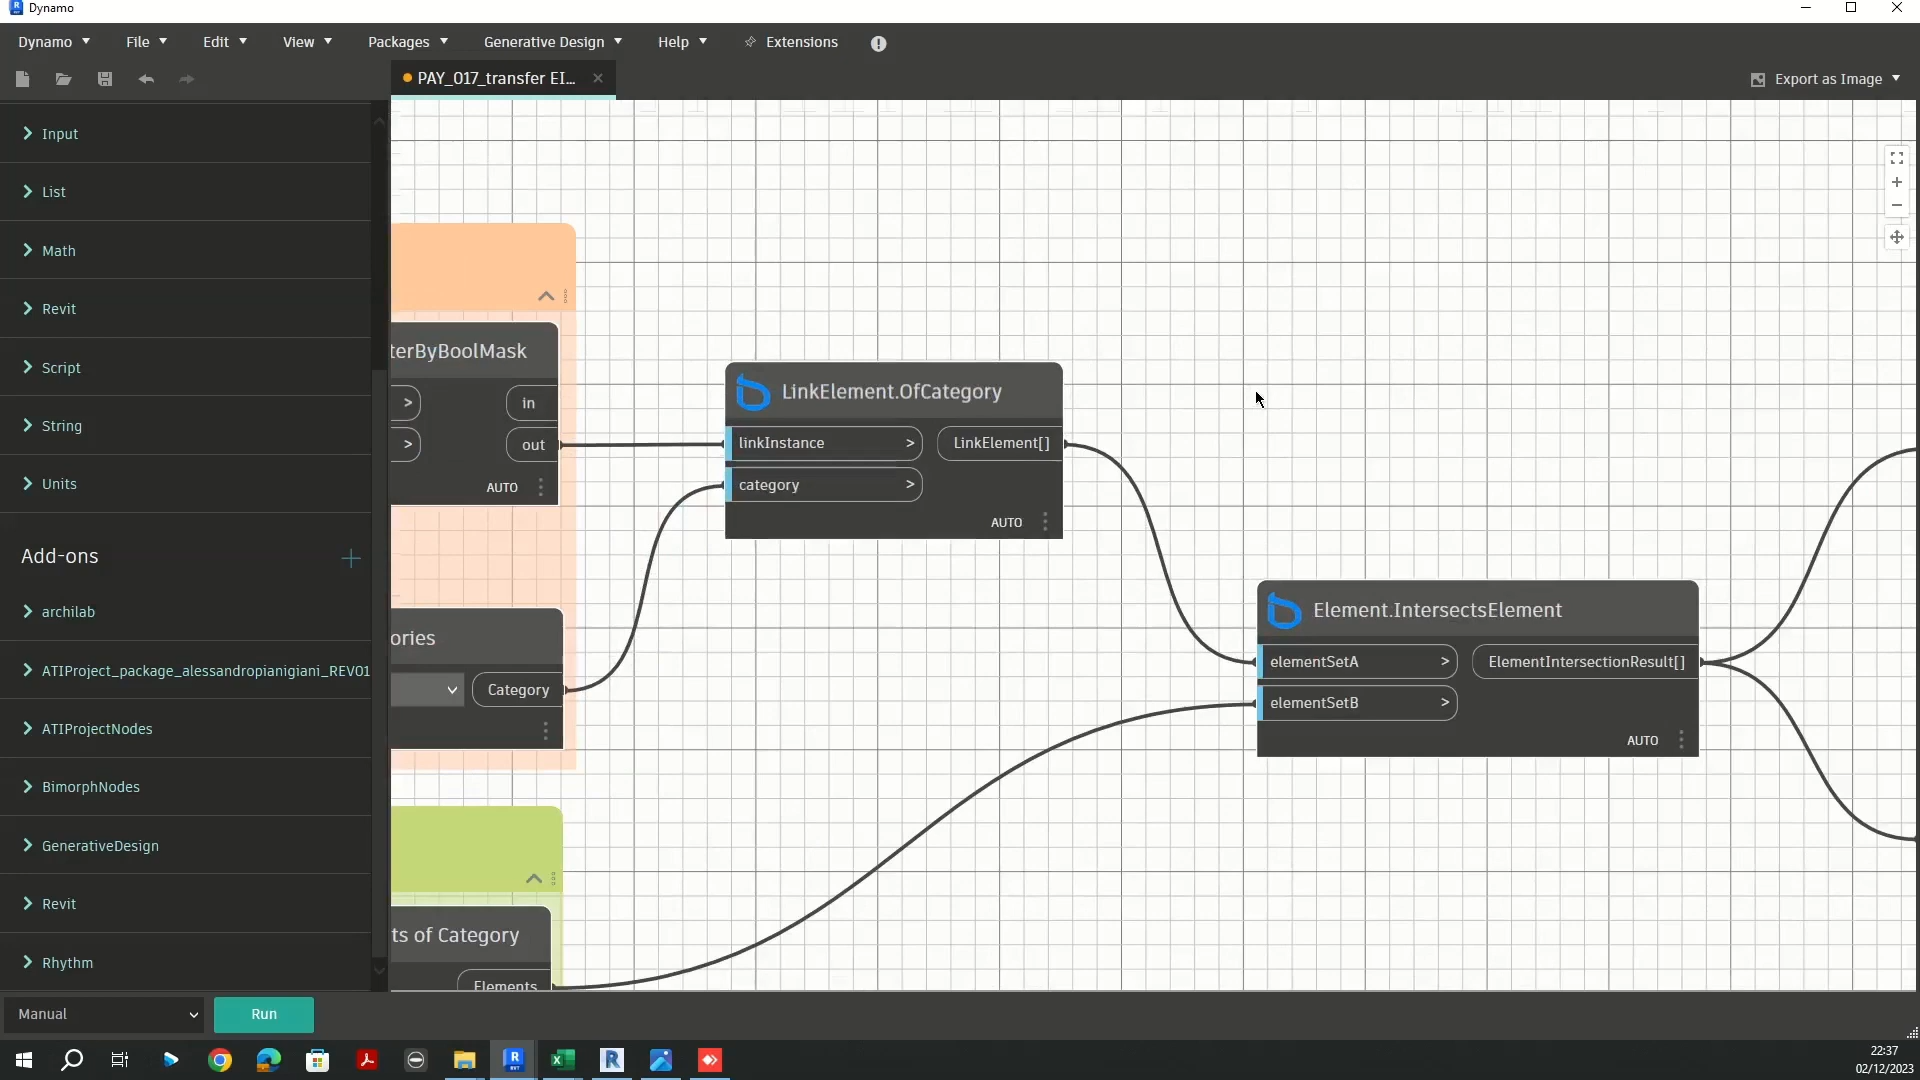 Dynamo
Dynamo File Edit View Packages Generative Design Help Extensions
PAY_017_transfer EI...
Export as Image
Input
List
Math
Revit
Script
String
Units
Add-ons
archilab
ATIProject_package_alessandropianigiani_REV01
ATIProjectNodes
BimorphNodes
GenerativeDesign
Revit
Rhythm
terByBoolMask
> in
> out
AUTO
LinkElement.OfCategory
linkInstance > LinkElement[]
category >
AUTO
ories
Category
Element.IntersectsElement
elementSetA > ElementIntersectionResult[]
elementSetB >
AUTO
ts of Category
Elements
Manual Run
22:37
02/12/2023